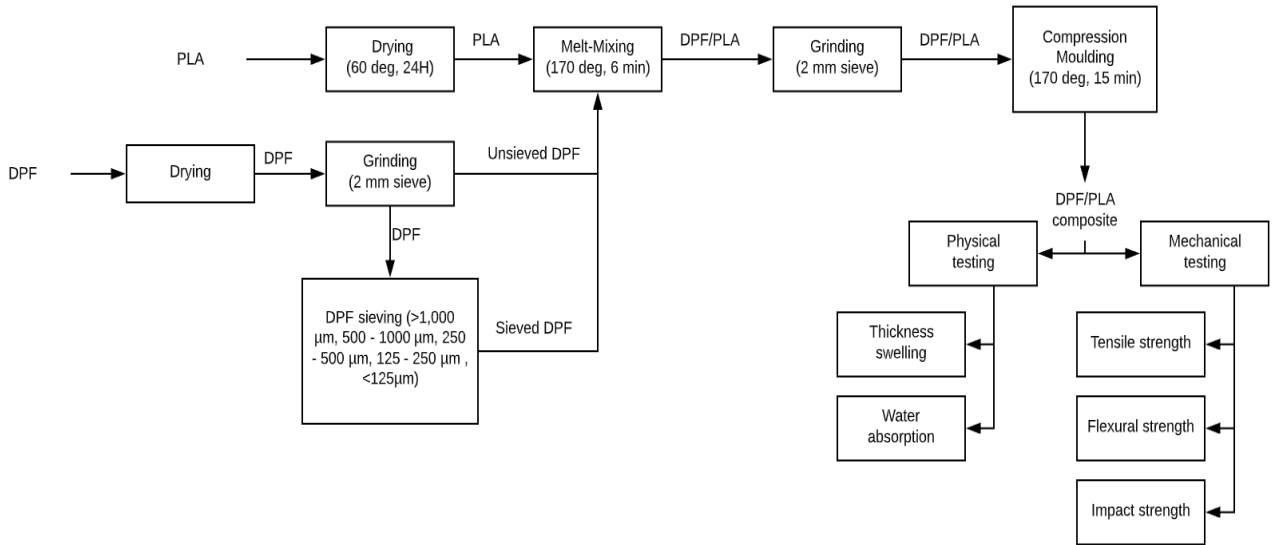 PLA
Drying
(60 deg, 24H)
PLA
Melt-Mixing
(170 deg, 6 min)
DPF/PLA
Grinding
(2 mm sieve)
DPF/PLA
Compression
Moulding
(170 deg, 15 min)
DPF
Drying
DPF
Grinding
(2 mm sieve)
Unsieved DPF
DPF
DPF sieving (>1,000
µm, 500 - 1000 µm, 250
- 500 µm, 125 - 250 µm ,
<125µm)
Sieved DPF
DPF/PLA
composite
Physical
testing
Mechanical
testing
Thickness
swelling
Water
absorption
Tensile strength
Flexural strength
Impact strength